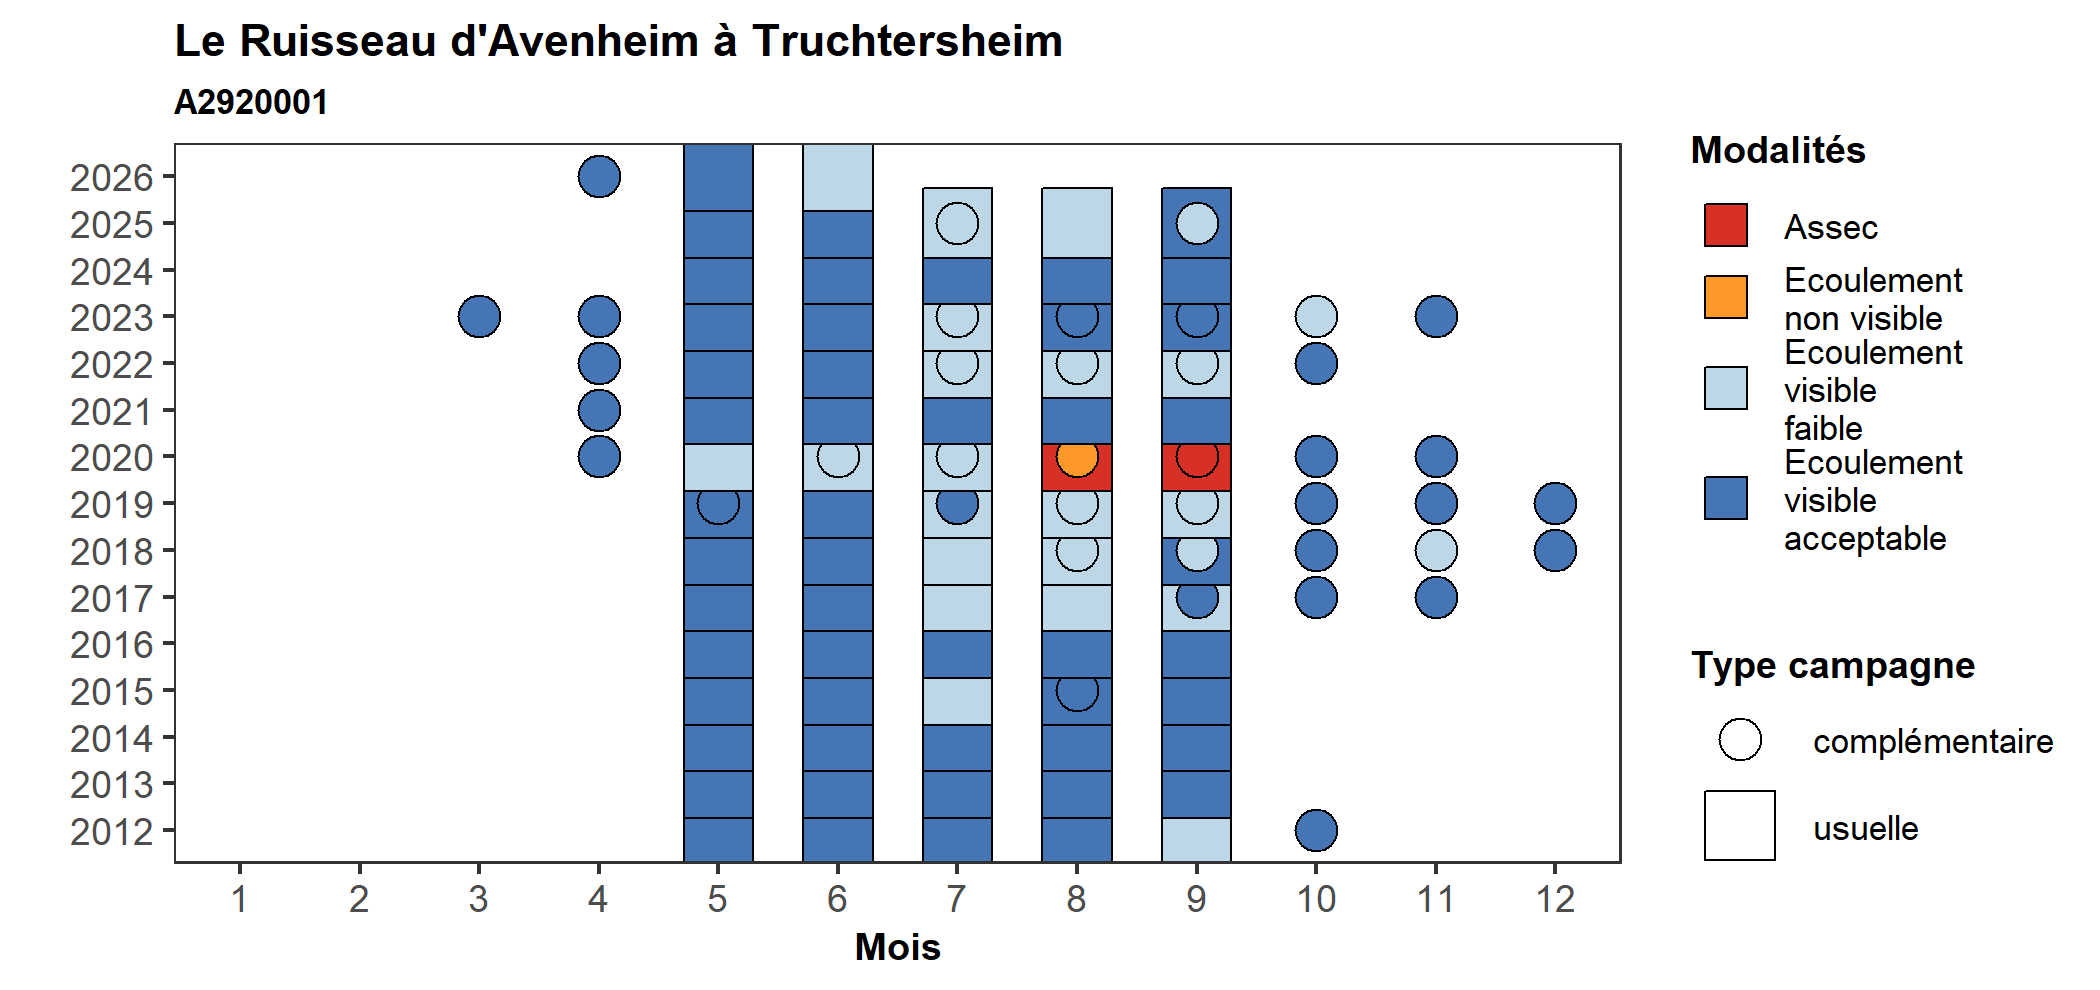 Le Ruisseau d'Avenheim à Truchtersheim
A2920001
2026
2025
2024
2023
2022
2021
2020
2019
2018
2017
2016
2015
2014
2013
2012
1 2 3 4 5 6 7 8 9 10 11 12
Mois
Modalités
Assec
Ecoulement
non visible
Ecoulement
visible
faible
Ecoulement
visible
acceptable
Type campagne
complémentaire
usuelle